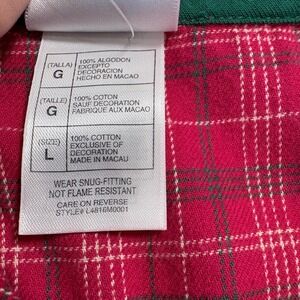 (TALLA) 100% ALGODON
G EXCEPTO
DECORACION
HECHO EN MACAO
(TAILLE) 100% COTON
G SAUF DECORATION
FABRIQUE AUX MACAO
(SIZE) 100% COTTON
L EXCLUSIVE OF
DECORATION
MADE IN MACAU
WEAR SNUG-FITTING
NOT FLAME RESISTANT
CARE ON REVERSE
STYLE# L4816M0001